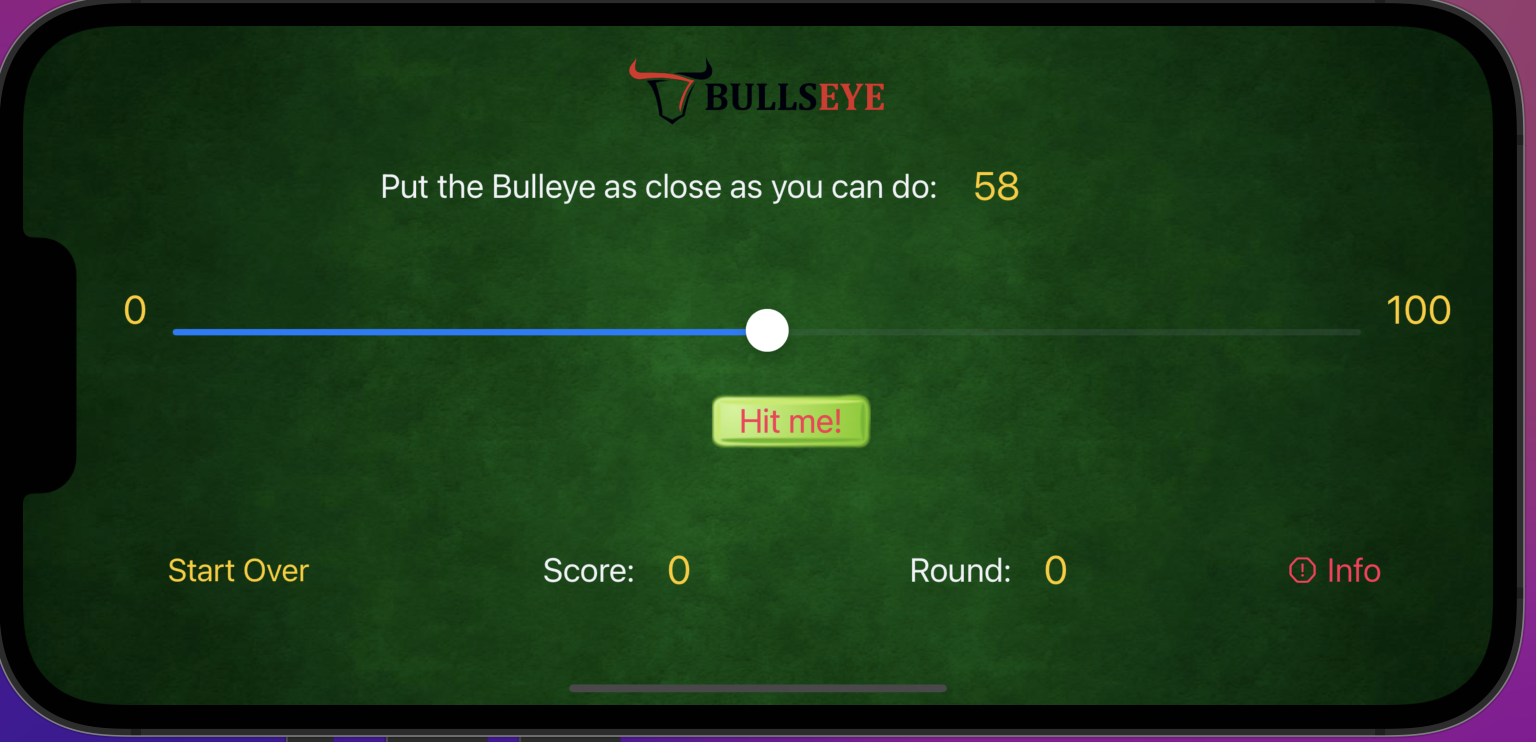 BULLSEYE
Put the Bulleye as close as you can do: 58
0 100
Hit me!
Start Over Score: 0 Round: 0 Info